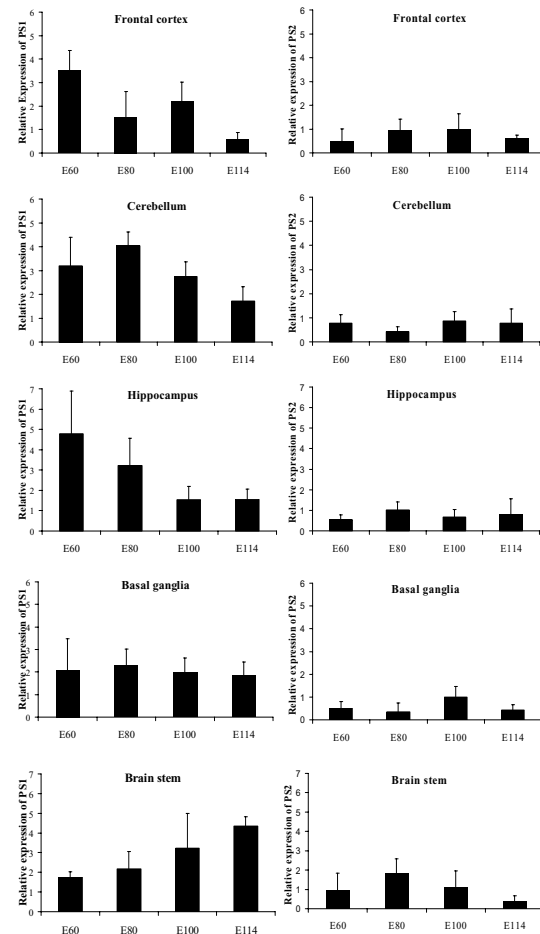 Frontal cortex
Relative Expression of PS1
6
5
4
3
2
1
0
E60 E80 E100 E114
Frontal cortex
Relative expression of PS2
6
5
4
3
2
1
0
E60 E80 E100 E114
Cerebellum
Relative expression of PS1
6
5
4
3
2
1
0
E60 E80 E100 E114
Cerebellum
Relative expression of PS2
6
5
4
3
2
1
0
E60 E80 E100 E114
Hippocampus
Relative expression of PS1
7
6
5
4
3
2
1
0
E60 E80 E100 E114
Hippocampus
Relative expression of PS2
7
6
5
4
3
2
1
0
E60 E80 E100 E114
Basal ganglia
Relative expression of PS1
6
5
4
3
2
1
0
E60 E80 E100 E114
Basal ganglia
Relative expression of PS2
6
5
4
3
2
1
0
E60 E80 E100 E114
Brain stem
Relative expression of PS1
7
6
5
4
3
2
1
0
E60 E80 E100 E114
Brain stem
Relative expression of PS2
7
6
5
4
3
2
1
0
E60 E80 E100 E114